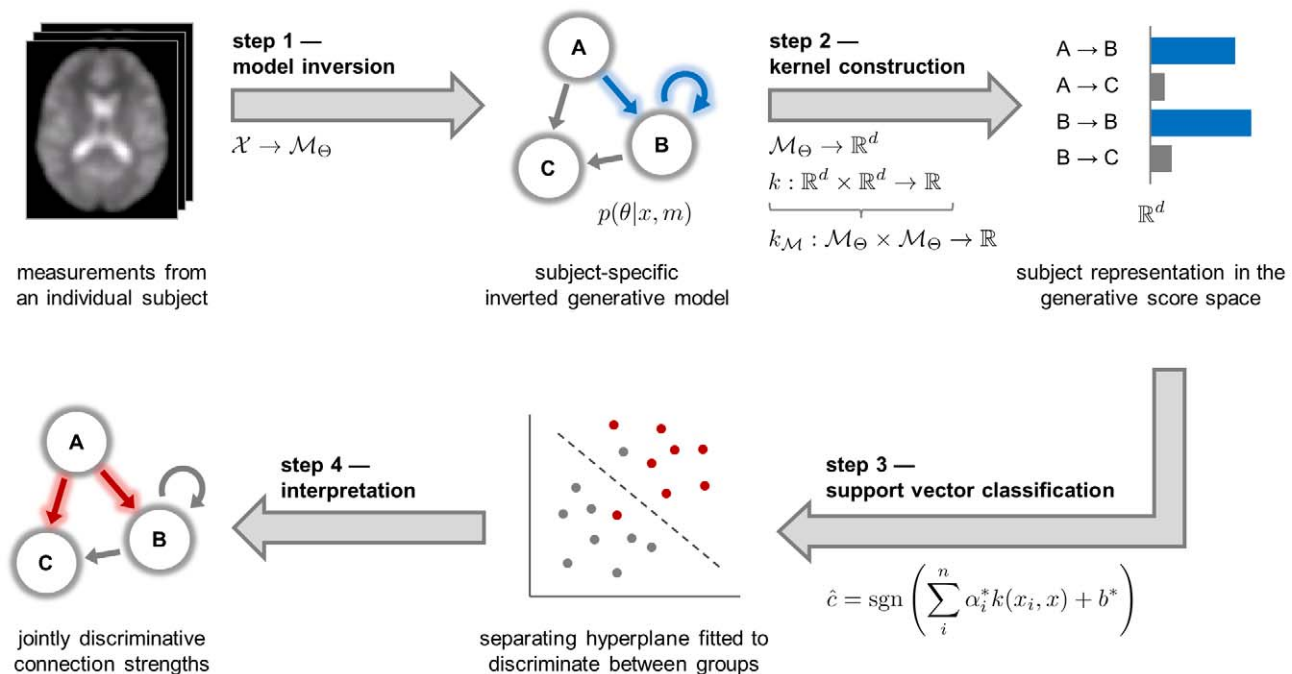 step 1 —
model inversion
𝒳 → ℳ_Θ
measurements from
an individual subject
A
B
C
p(θ|x, m)
subject-specific
inverted generative model
step 2 —
kernel construction
ℳ_Θ → ℝ^d
k : ℝ^d × ℝ^d → ℝ
k_ℳ : ℳ_Θ × ℳ_Θ → ℝ
A → B
A → C
B → B
B → C
ℝ^d
subject representation in the
generative score space
step 3 —
support vector classification
ĉ = sgn ( ∑_i^n α_i^* k(x_i, x) + b^* )
separating hyperplane fitted to
discriminate between groups
step 4 —
interpretation
A
B
C
jointly discriminative
connection strengths